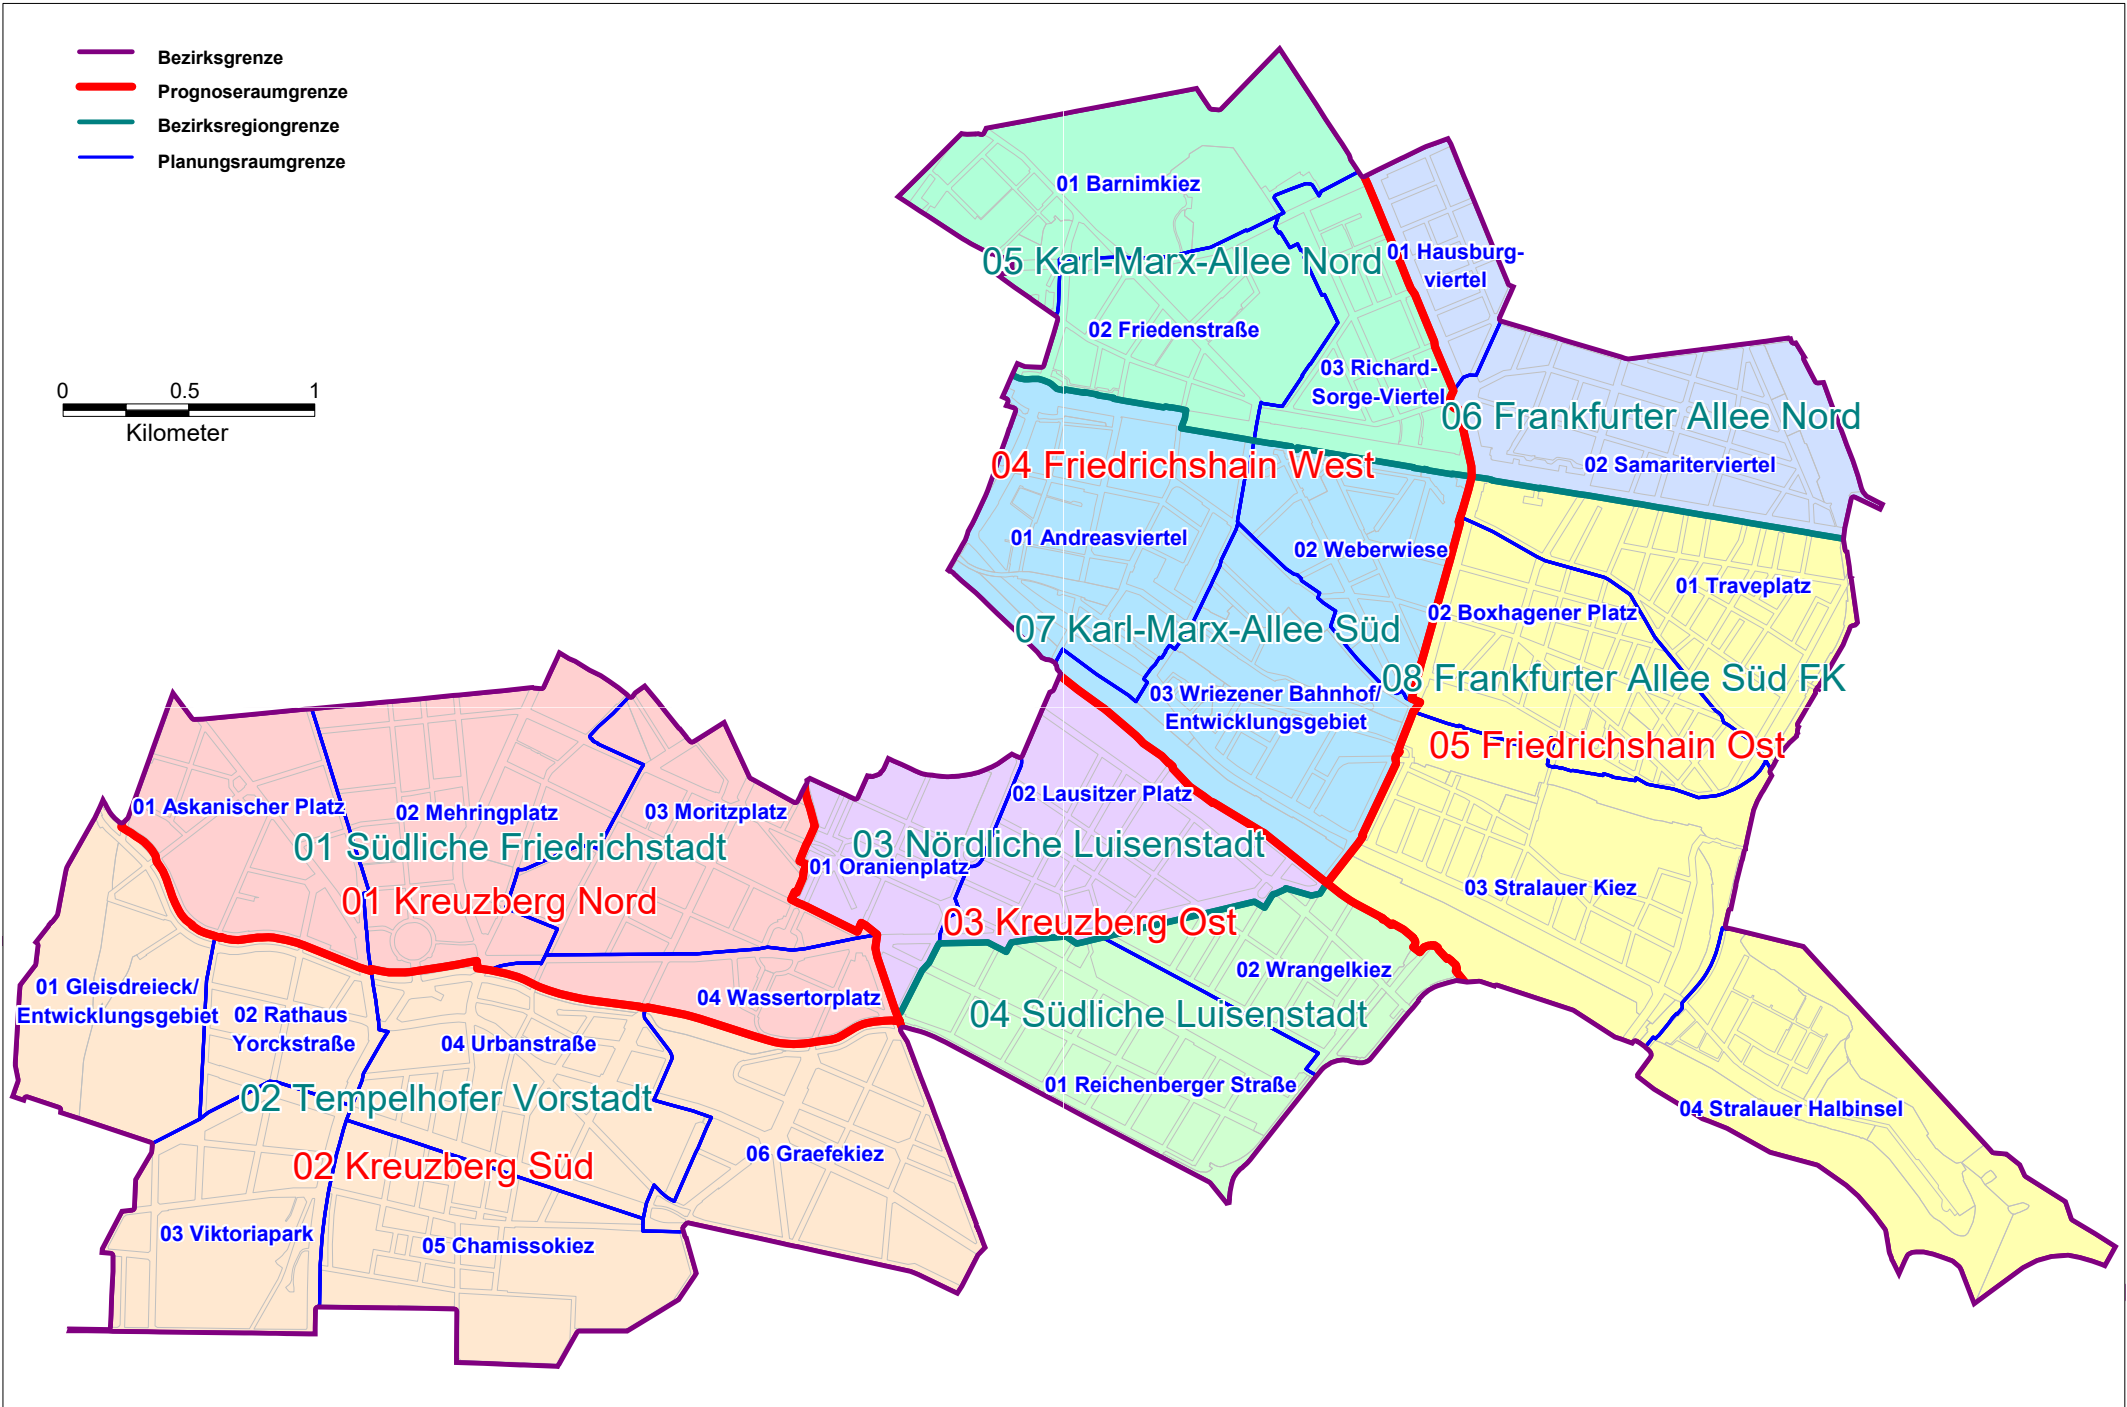 Bezirksgrenze
Prognoseraumgrenze
Bezirksregiongrenze
Planungsraumgrenze
0 0.5 1
Kilometer
01 Barnimkiez
05 Karl-Marx-Allee Nord
01 Hausburg-
viertel
02 Friedenstraße
03 Richard-
Sorge-Viertel
06 Frankfurter Allee Nord
02 Samariterviertel
04 Friedrichshain West
01 Andreasviertel
02 Weberwiese
01 Traveplatz
02 Boxhagener Platz
07 Karl-Marx-Allee Süd
08 Frankfurter Allee Süd FK
03 Wriezener Bahnhof/
Entwicklungsgebiet
05 Friedrichshain Ost
02 Lausitzer Platz
01 Askanischer Platz
02 Mehringplatz
03 Moritzplatz
01 Südliche Friedrichstadt
03 Nördliche Luisenstadt
01 Oranienplatz
03 Stralauer Kiez
01 Kreuzberg Nord
03 Kreuzberg Ost
02 Wrangelkiez
01 Gleisdreieck/
Entwicklungsgebiet
04 Wassertorplatz
02 Rathaus
Yorckstraße
04 Südliche Luisenstadt
04 Urbanstraße
01 Reichenberger Straße
02 Tempelhofer Vorstadt
04 Stralauer Halbinsel
06 Graefekiez
02 Kreuzberg Süd
03 Viktoriapark
05 Chamissokiez